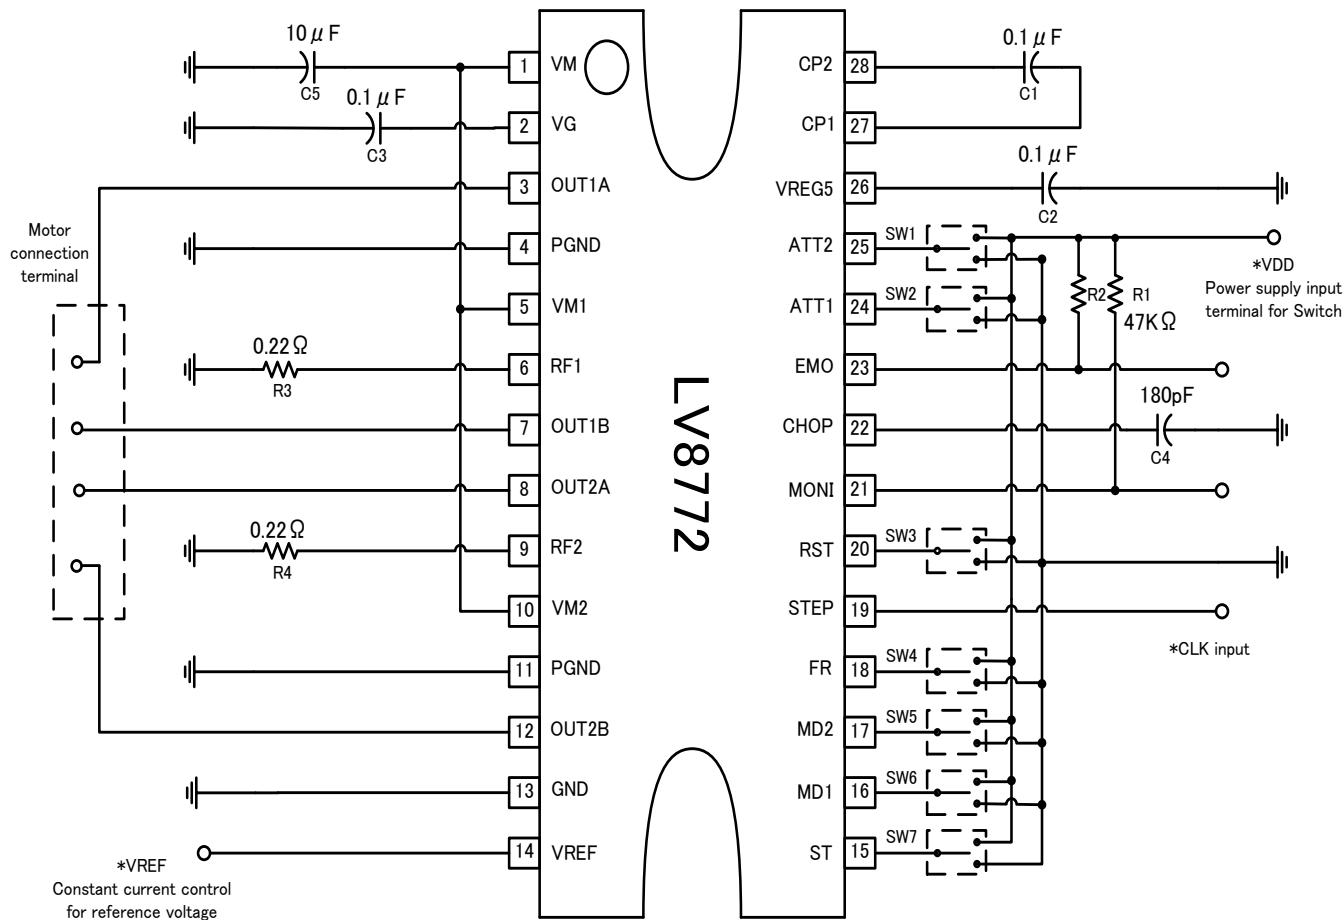 10μF
C5
0.1μF
C3
1 VM
2 VG
3 OUT1A
4 PGND
5 VM1
6 RF1
7 OUT1B
8 OUT2A
9 RF2
10 VM2
11 PGND
12 OUT2B
13 GND
14 VREF
Motor
connection
terminal
0.22Ω
R3
0.22Ω
R4
*VREF
Constant current control
for reference voltage
LV8772
CP2 28
CP1 27
VREG5 26
ATT2 25
ATT1 24
EMO 23
CHOP 22
MONI 21
RST 20
STEP 19
FR 18
MD2 17
MD1 16
ST 15
0.1μF
C1
0.1μF
C2
SW1
SW2
*VDD
Power supply input
terminal for Switch
R2
R1
47KΩ
180pF
C4
SW3
*CLK input
SW4
SW5
SW6
SW7